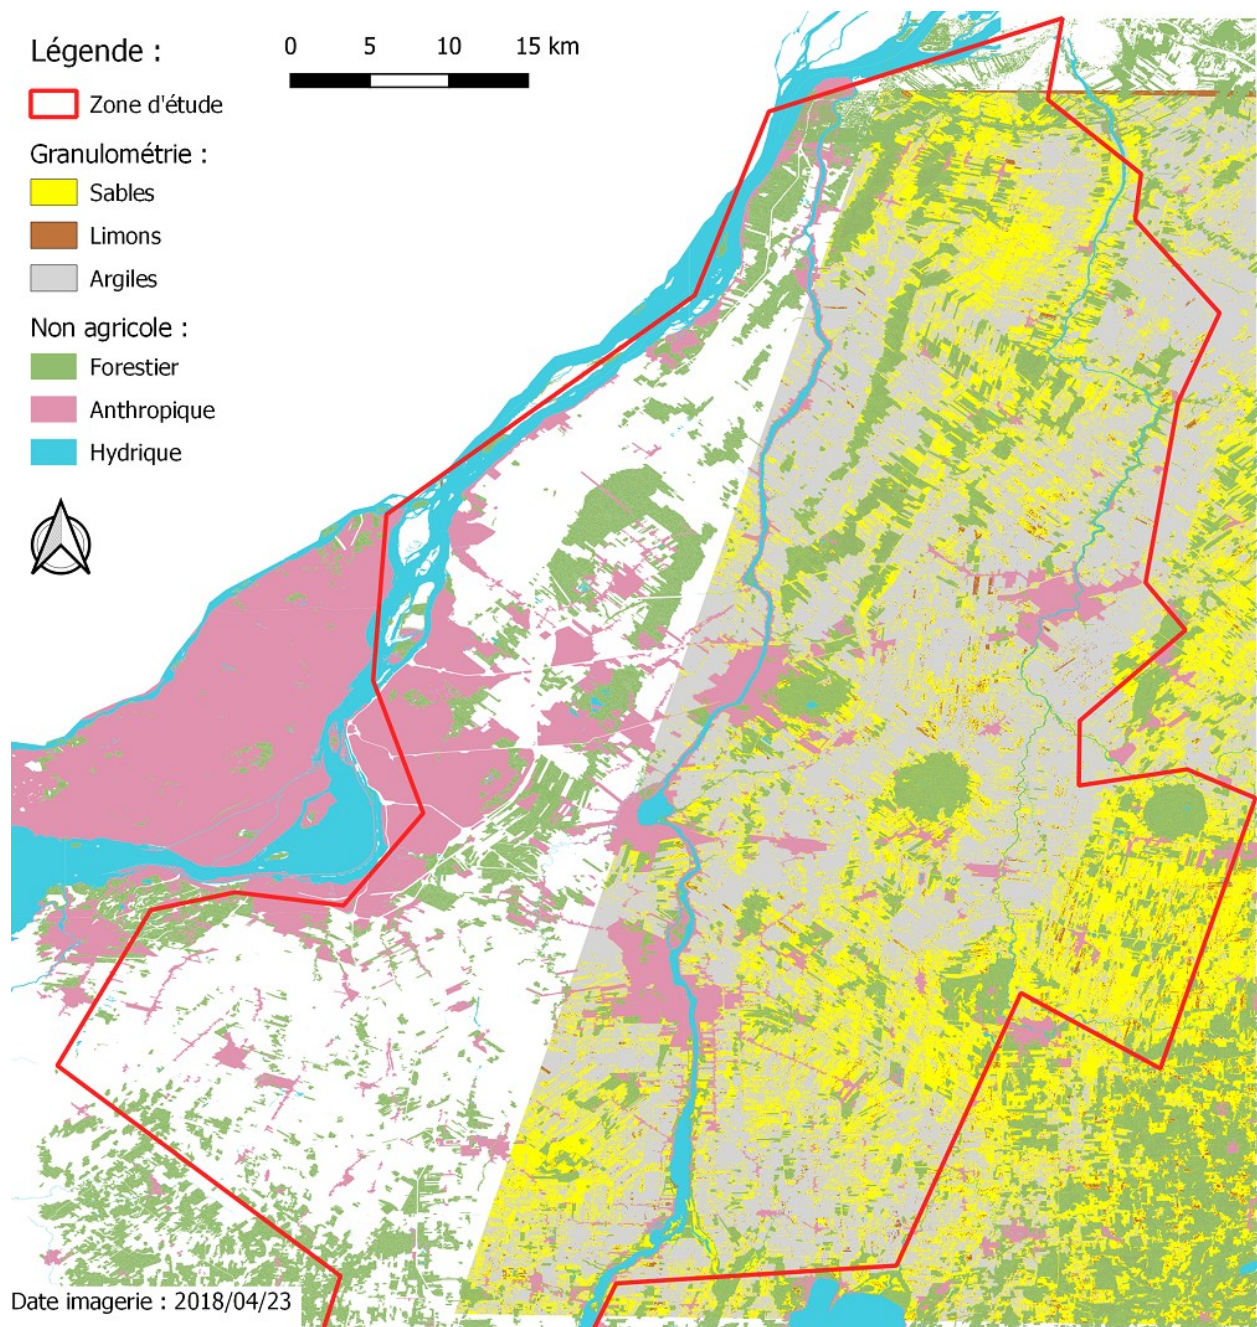 Légende :
0 5 10 15 km
Zone d'étude
Granulométrie :
Sables
Limons
Argiles
Non agricole :
Forestier
Anthropique
Hydrique
Date imagerie : 2018/04/23